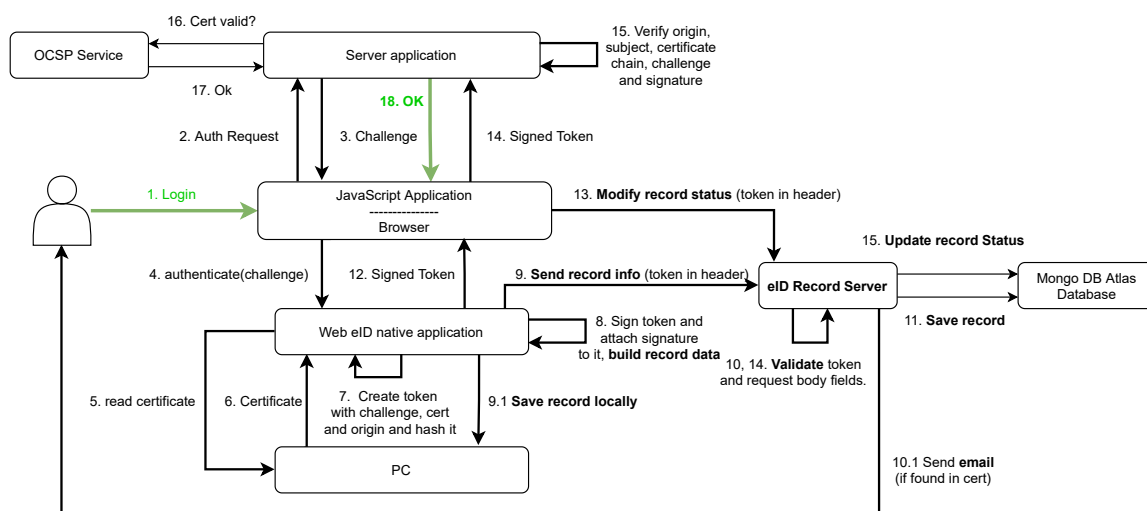 16. Cert valid?
OCSP Service
17. Ok
Server application
15. Verify origin,
subject, certificate
chain, challenge
and signature
2. Auth Request
3. Challenge
18. OK
14. Signed Token
1. Login
JavaScript Application
---------------
Browser
13. Modify record status (token in header)
4. authenticate(challenge)
12. Signed Token
9. Send record info (token in header)
eID Record Server
15. Update record Status
Mongo DB Atlas
Database
11. Save record
Web eID native application
8. Sign token and
attach signature
to it, build record data
10, 14. Validate token
and request body fields.
5. read certificate
6. Certificate
7. Create token
with challenge, cert
and origin and hash it
9.1 Save record locally
PC
10.1 Send email
(if found in cert)